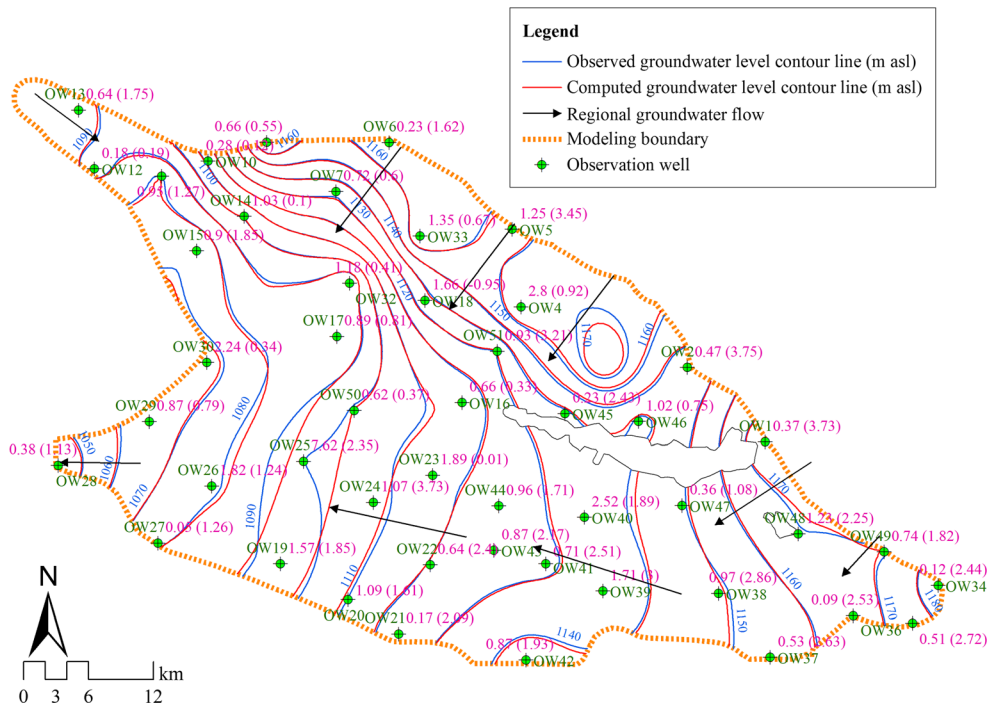 Legend
Observed groundwater level contour line (m asl)
Computed groundwater level contour line (m asl)
Regional groundwater flow
Modeling boundary
Observation well
OW13 0.64 (1.75)
1090
0.18 (0.19)
OW12
0.95 (1.27)
0.66 (0.55)
1160
OW6 0.23 (1.62)
1160
OW10
1100
OW7 0.72 (0.6)
1130
OW14 1.03 (0.1)
1140
1.35 (0.67)
OW33
1.25 (3.45)
OW5
OW15 0.9 (1.85)
1.18 (0.41)
OW32
1120
1.66 (-0.95)
OW18
1150
2.8 (0.92)
OW4
1170
1160
OW17 0.89 (0.81)
OW51 0.93 (3.21)
OW30 2.24 (0.34)
OW2 0.47 (3.75)
OW50 0.62 (0.37)
0.66 (0.33)
OW16
0.23 (2.43)
OW45
1.02 (0.75)
OW46
OW29 0.87 (0.79)
1080
OW1 0.37 (3.73)
0.38 (1.13)
OW28
1050
1060
OW25 7.62 (2.35)
OW26 1.82 (1.24)
OW23 1.89 (0.01)
1070
1090
OW24 1.07 (3.73)
OW44 0.96 (1.71)
2.52 (1.89)
OW40
0.36 (1.08)
OW47
1170
OW48 1.23 (2.25)
OW27 0.05 (1.26)
OW49 0.74 (1.82)
OW19 1.57 (1.85)
OW22 0.64
OW43
0.71 (2.51)
OW41
1110
1.09
OW20
OW21 0.17 (2.09)
OW39
0.97 (2.86)
OW38
1160
1150
0.12 (2.44)
OW34
1170
1180
0.09 (2.53)
OW36
0.51 (2.72)
0.53 (2.63)
OW37
0.87 (1.93)
OW42
1140
N
km
0 3 6 12